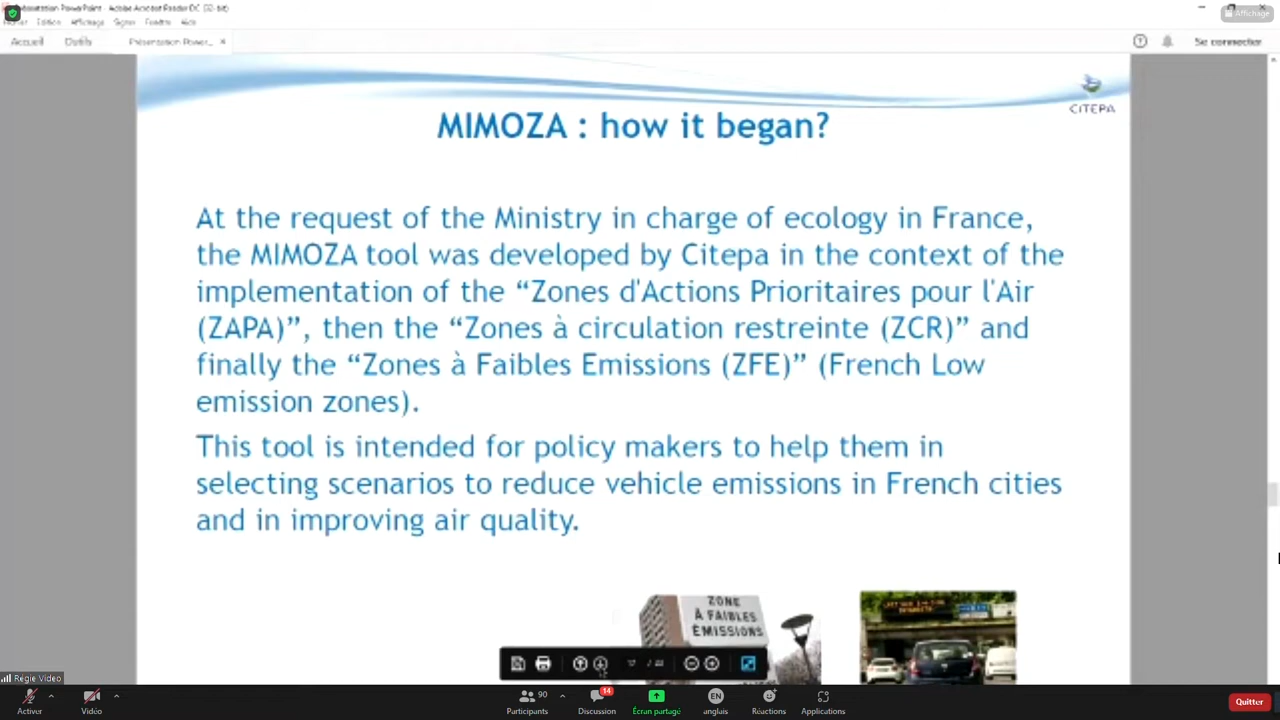 Affichage
Accueil
Outils
Présentation Power...
Se connecter
CITEPA
MIMOZA : how it began?
At the request of the Ministry in charge of ecology in France,
the MIMOZA tool was developed by Citepa in the context of the
implementation of the “Zones d'Actions Prioritaires pour l'Air
(ZAPA)”, then the “Zones à circulation restreinte (ZCR)” and
finally the “Zones à Faibles Emissions (ZFE)” (French Low
emission zones).
This tool is intended for policy makers to help them in
selecting scenarios to reduce vehicle emissions in French cities
and in improving air quality.
ZONE
À FAIBLES
ÉMISSIONS
Régie Video
Activer
Vidéo
90
Participants
14
Discussion
Écran partagé
EN
anglais
Réactions
Applications
Quitter